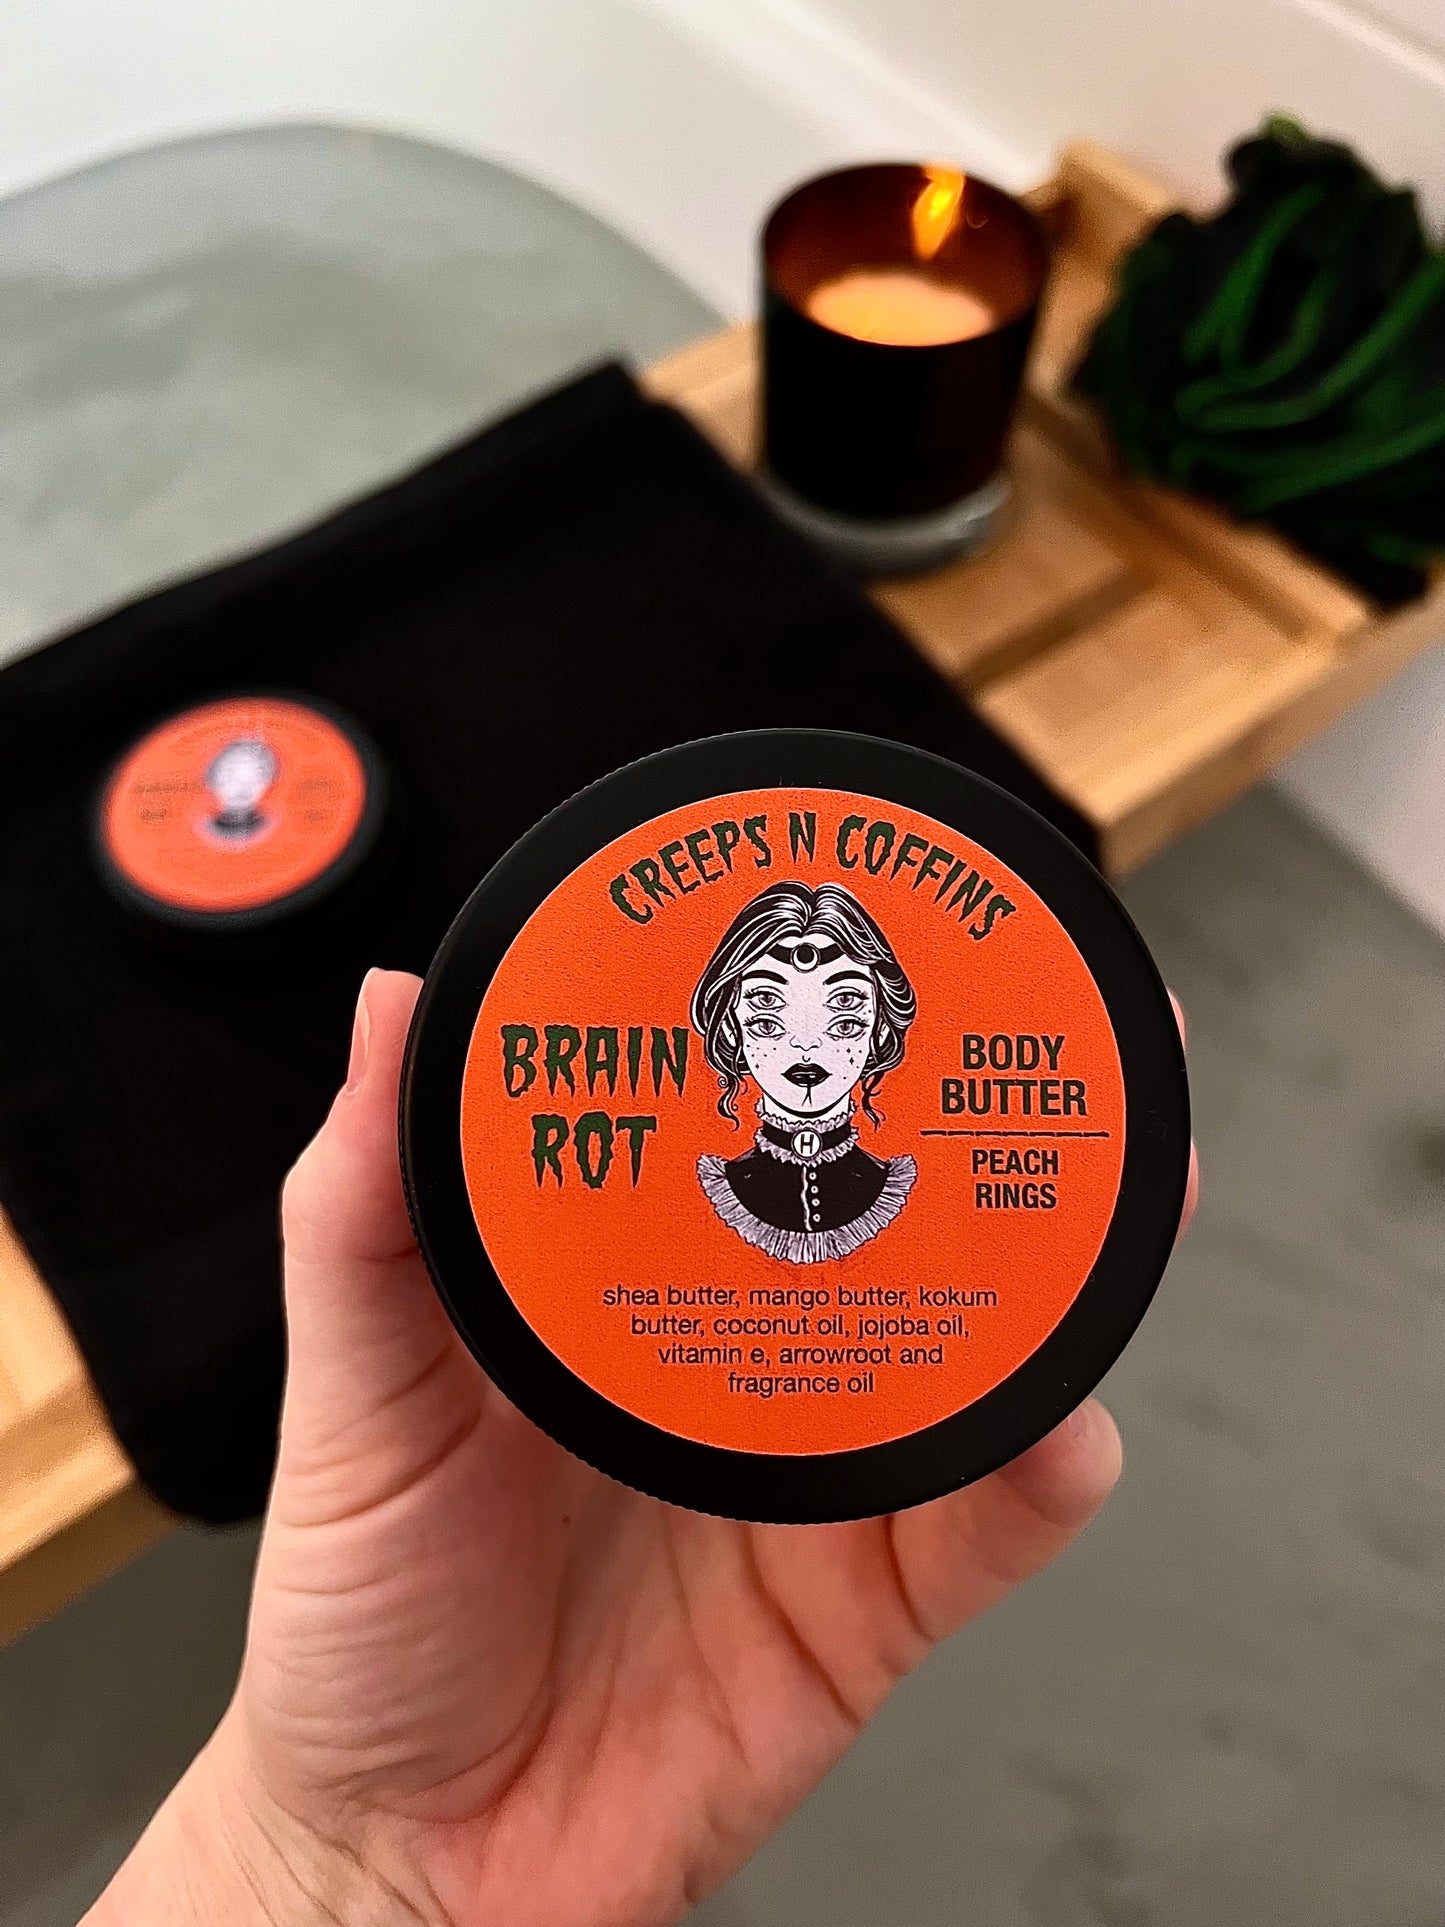 CREEPS N COFFINS
BRAIN
ROT
BODY
BUTTER
PEACH
RINGS
H
shea butter, mango butter, kokum
butter, coconut oil, jojoba oil,
vitamin e, arrowroot and
fragrance oil